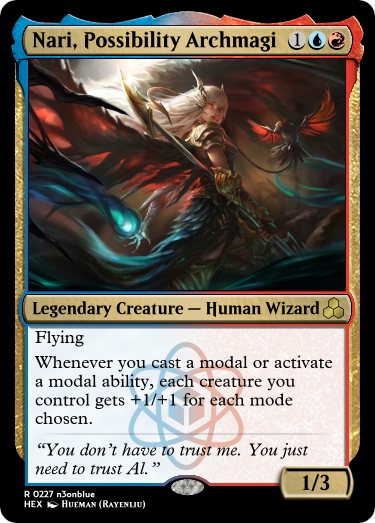 Nari, Possibility Archmagi 1
Legendary Creature — Human Wizard
Flying
Whenever you cast a modal or activate
a modal ability, each creature you
control gets +1/+1 for each mode
chosen.
“You don’t have to trust me. You just
need to trust Al.”
1/3
R 0227 n3onblue
HEX Hueman (Rayenliu)